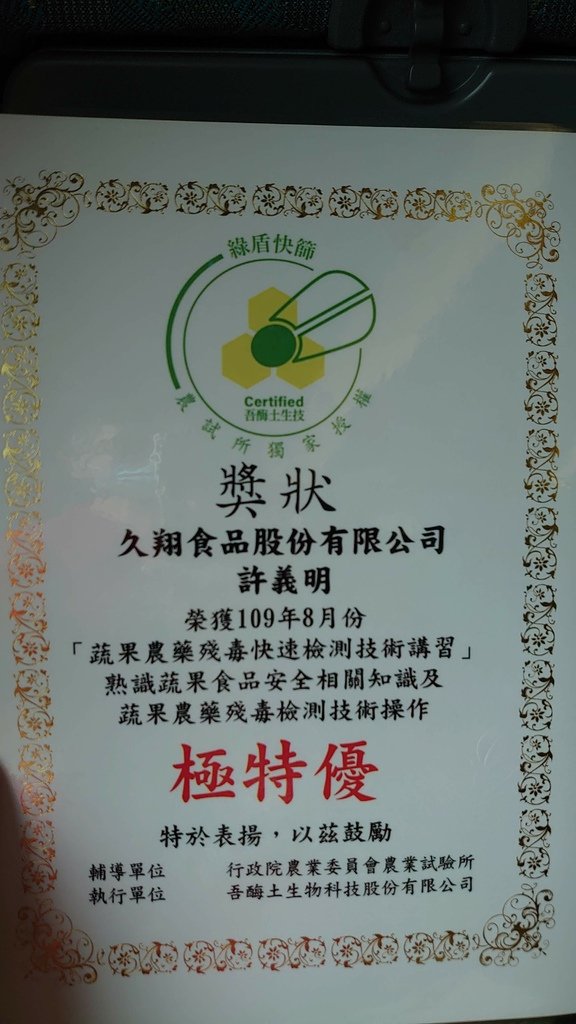 綠盾快篩
Certified
吾酶土生技
農試所獨家授權
獎狀
久翔食品股份有限公司
許義明
榮獲109年8月份
「蔬果農藥殘毒快速檢測技術講習」
熟識蔬果食品安全相關知識及
蔬果農藥殘毒檢測技術操作
極特優
特於表揚，以茲鼓勵
輔導單位 行政院農業委員會農業試驗所
執行單位 吾酶土生物科技股份有限公司